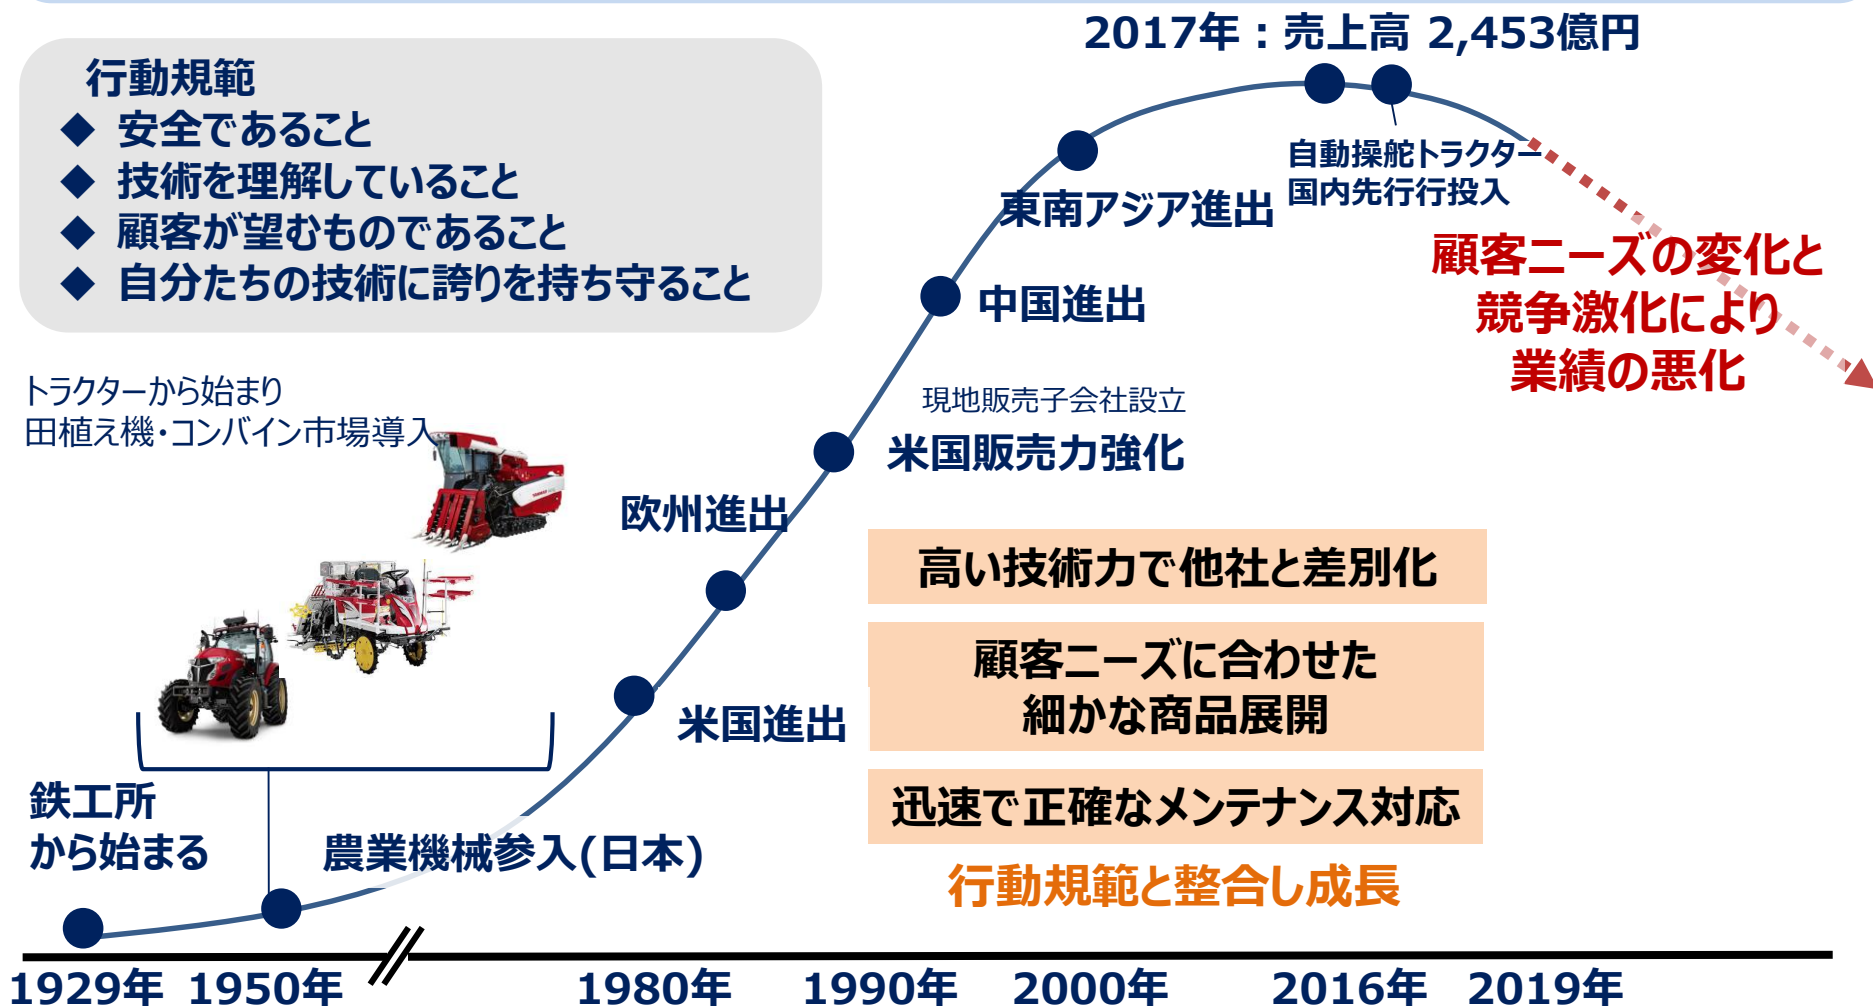 2017年：売上高 2,453億円
行動規範
◆ 安全であること
◆ 技術を理解していること
◆ 顧客が望むものであること
◆ 自分たちの技術に誇りを持ち守ること
自動操舵トラクター
国内先行行投入
東南アジア進出
顧客ニーズの変化と
競争激化により
業績の悪化
中国進出
トラクターから始まり
田植え機・コンバイン市場導入
現地販売子会社設立
米国販売力強化
欧州進出
高い技術力で他社と差別化
顧客ニーズに合わせた
細かな商品展開
米国進出
迅速で正確なメンテナンス対応
鉄工所
から始まる
農業機械参入(日本)
行動規範と整合し成長
1929年 1950年 1980年 1990年 2000年 2016年 2019年